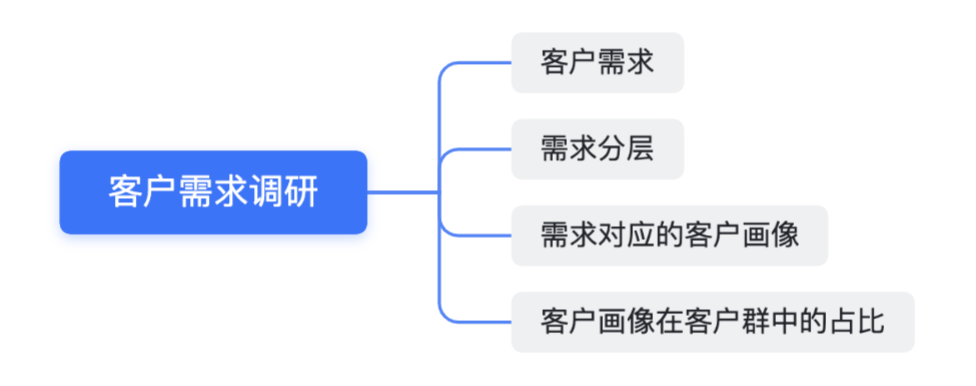 客户需求调研
客户需求
需求分层
需求对应的客户画像
客户画像在客户群中的占比